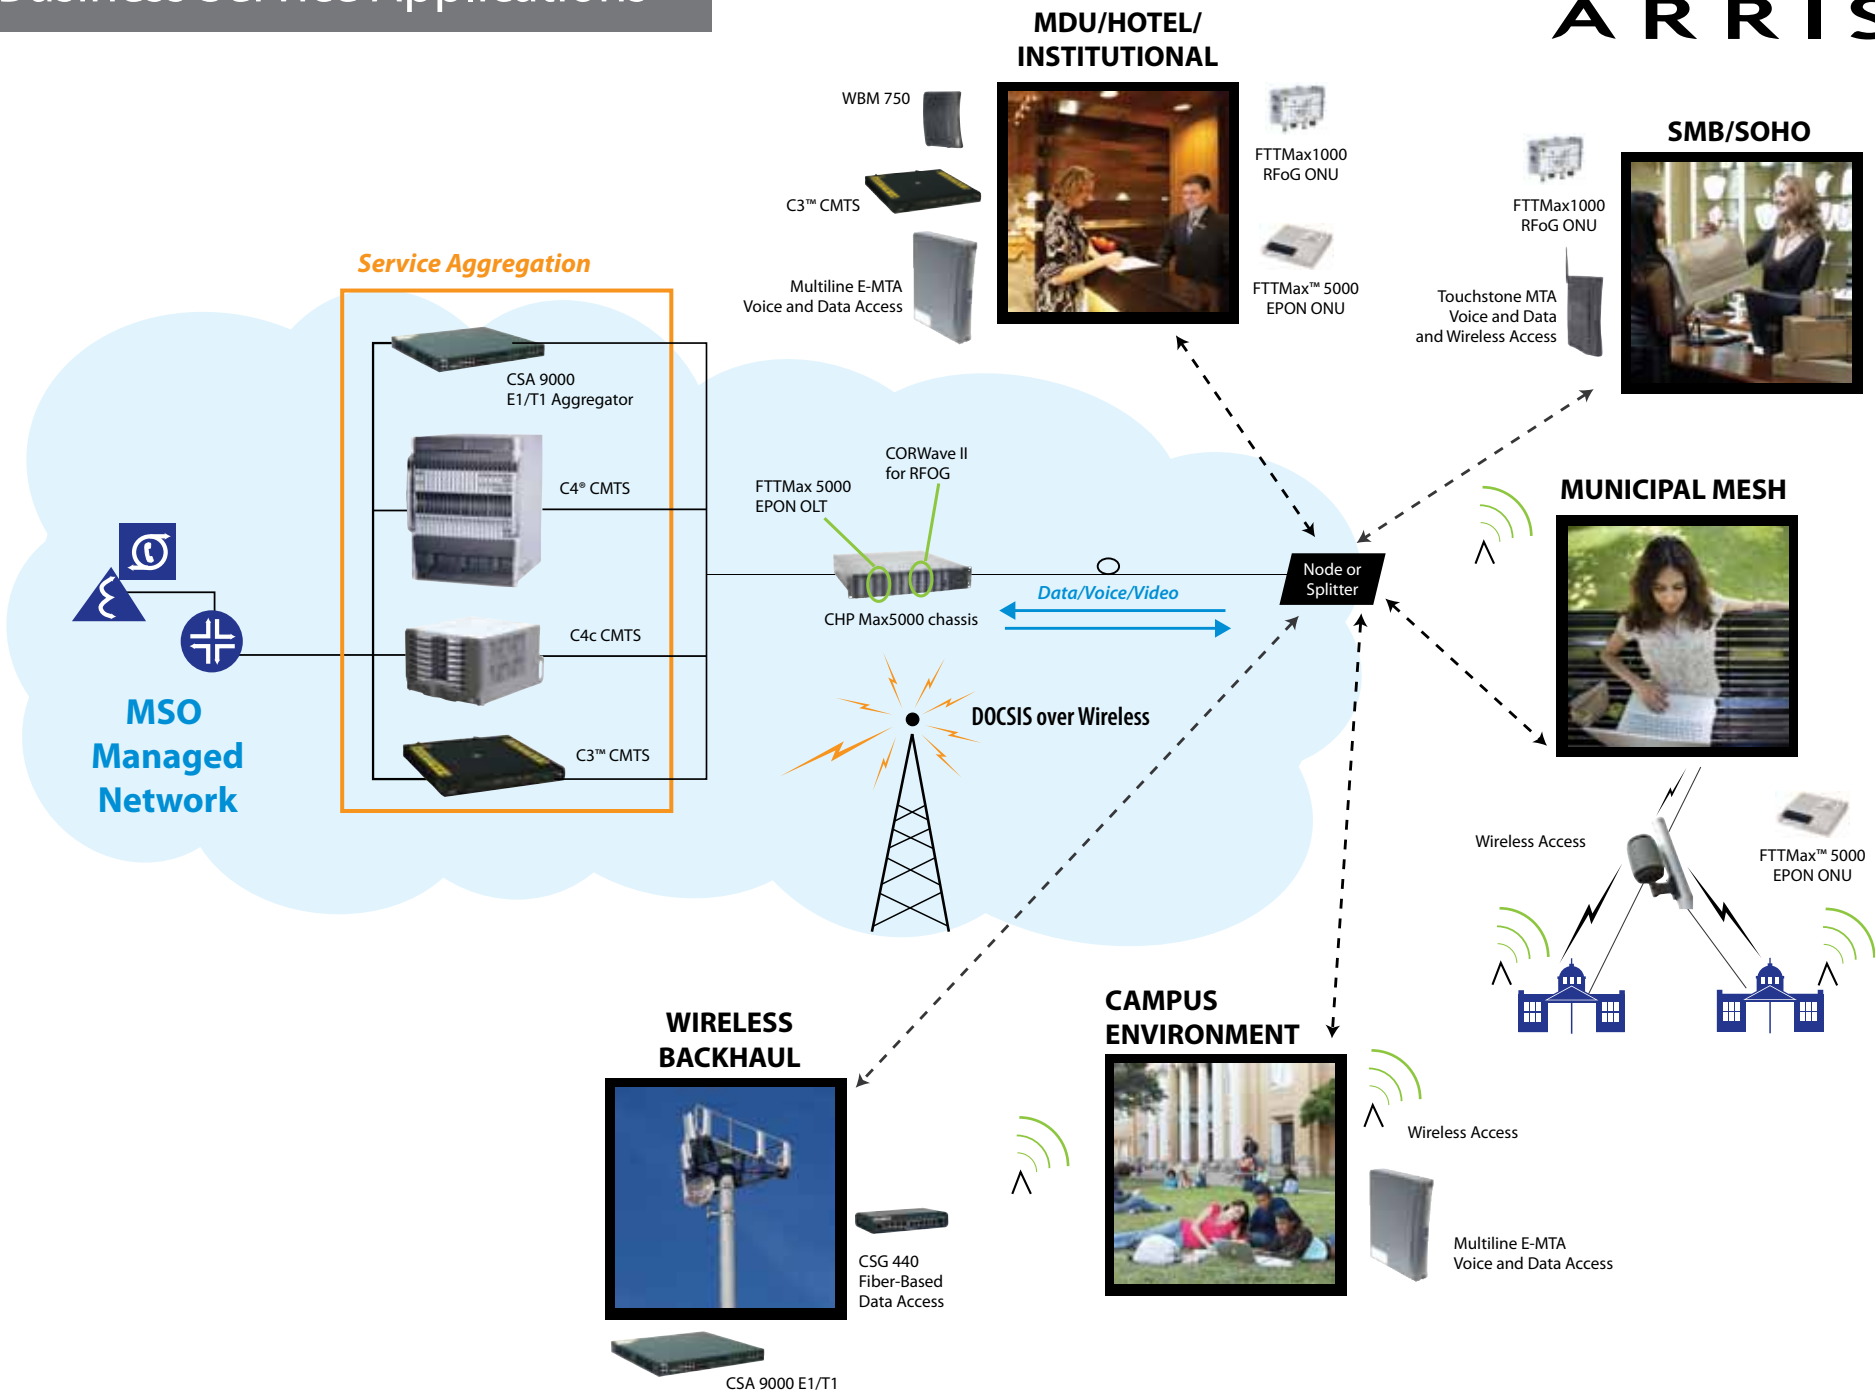 Business Service Applications
ARRIS
MDU/HOTEL/
INSTITUTIONAL
WBM 750
C3™ CMTS
Multiline E-MTA
Voice and Data Access
FTTMax1000
RFoG ONU
FTTMax™ 5000
EPON ONU
SMB/SOHO
FTTMax1000
RFoG ONU
Touchstone MTA
Voice and Data
and Wireless Access
Service Aggregation
CSA 9000
E1/T1 Aggregator
C4® CMTS
C4c CMTS
C3™ CMTS
MSO
Managed
Network
FTTMax 5000
EPON OLT
CORWave II
for RFOG
CHP Max5000 chassis
Data/Voice/Video
Node or
Splitter
DOCSIS over Wireless
MUNICIPAL MESH
Wireless Access
FTTMax™ 5000
EPON ONU
WIRELESS
BACKHAUL
CSG 440
Fiber-Based
Data Access
CSA 9000 E1/T1
CAMPUS
ENVIRONMENT
Wireless Access
Multiline E-MTA
Voice and Data Access